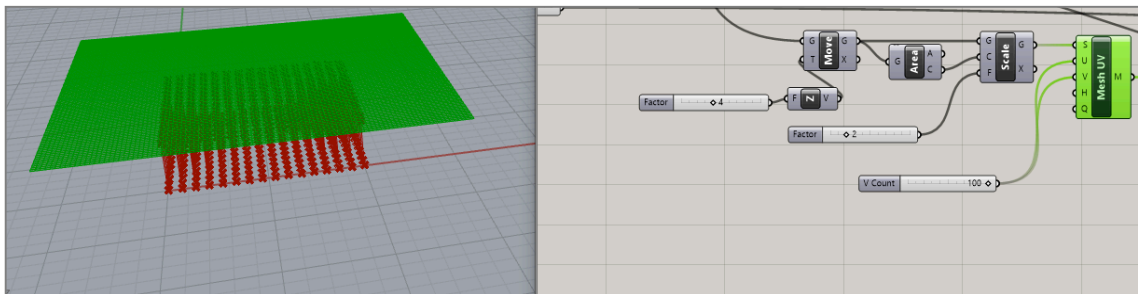 G Move G
T X
G Area A
C
G Scale G
C
F X
S Mesh UV M
U
V
H
Q
Factor 4
F Z V
Factor 2
V Count 100